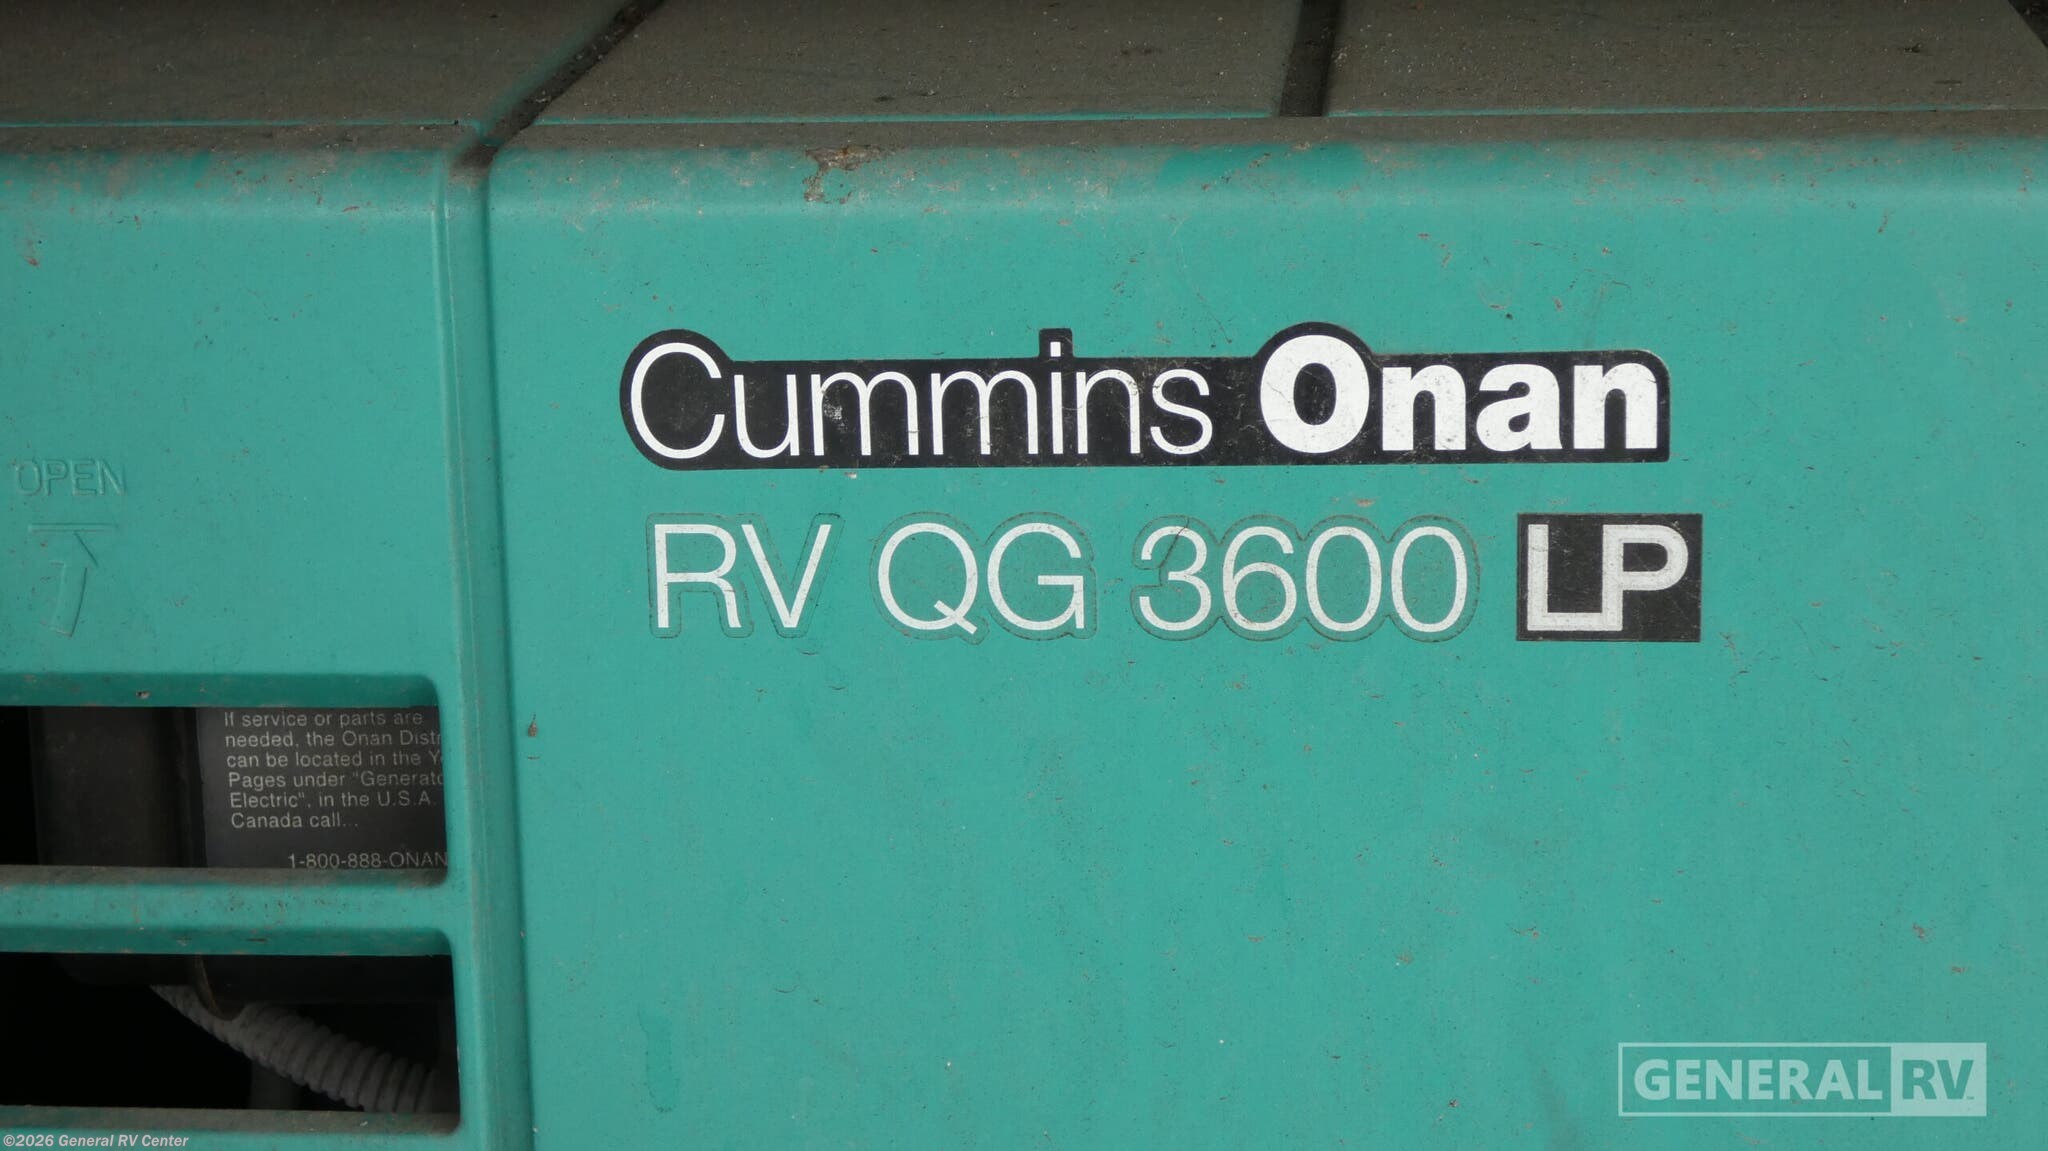 Cummins Onan
RV QG 3600 LP
OPEN
If service or parts are
needed, the Onan
can be located in the
Pages under "Generato
Electric", in the U.S.A.
Canada call...
1-800-888-ONAN
GENERAL RV
©2026 General RV Center